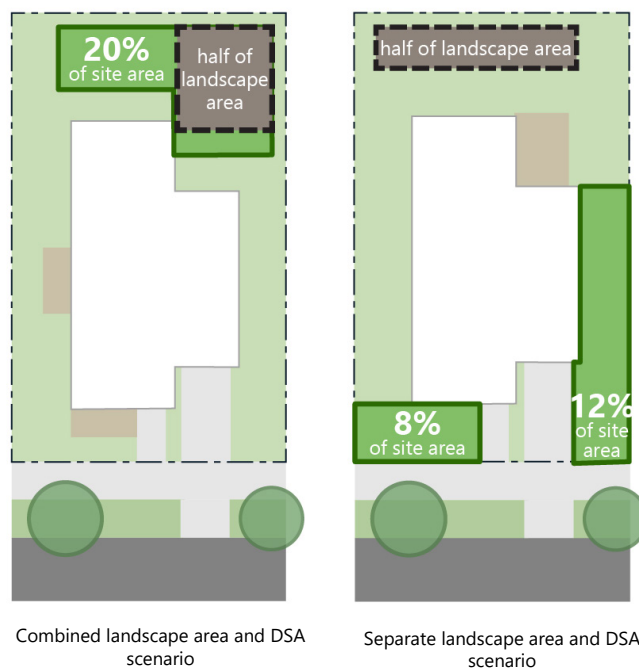 20%
of site area
half of
landscape
area
half of landscape area
8%
of site area
12%
of site
area
Combined landscape area and DSA
scenario
Separate landscape area and DSA
scenario